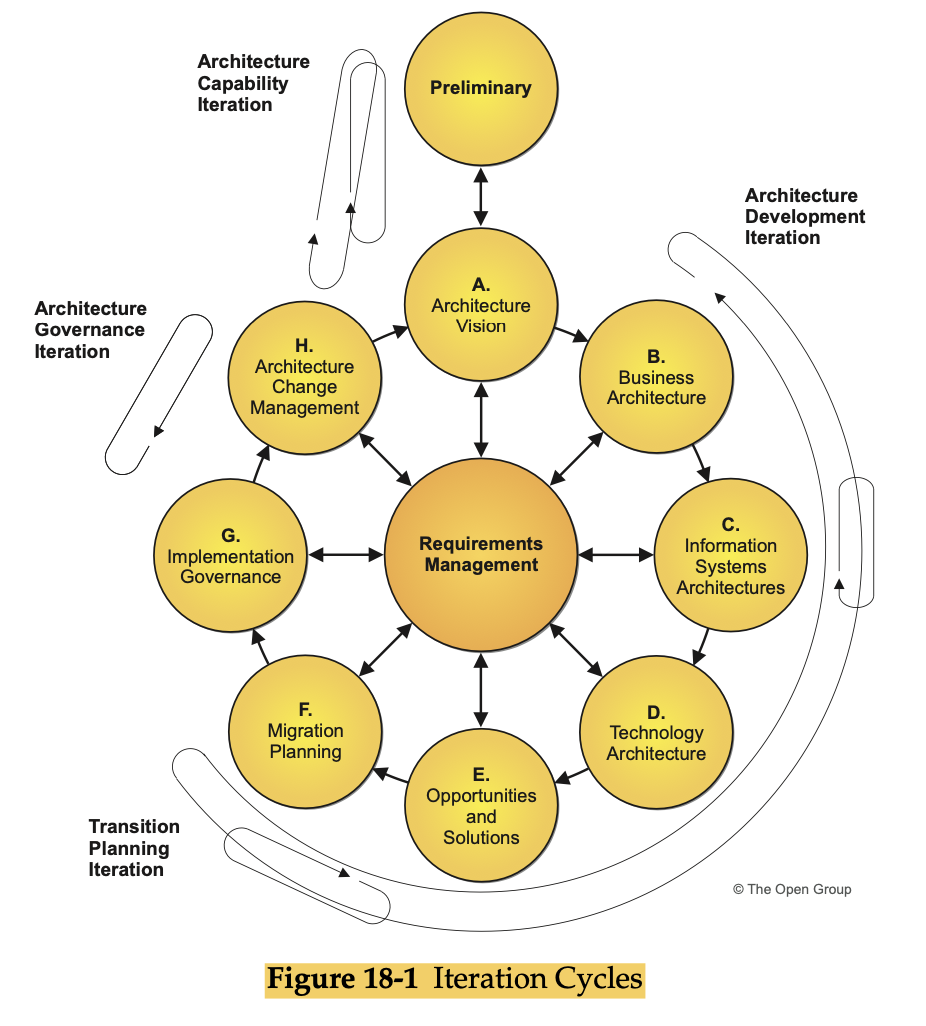 Architecture
Capability
Iteration
Preliminary
Architecture
Development
Iteration
A.
Architecture
Vision
Architecture
Governance
Iteration
H.
Architecture
Change
Management
B.
Business
Architecture
Requirements
Management
G.
Implementation
Governance
C.
Information
Systems
Architectures
F.
Migration
Planning
D.
Technology
Architecture
E.
Opportunities
and
Solutions
Transition
Planning
Iteration
© The Open Group
Figure 18-1 Iteration Cycles